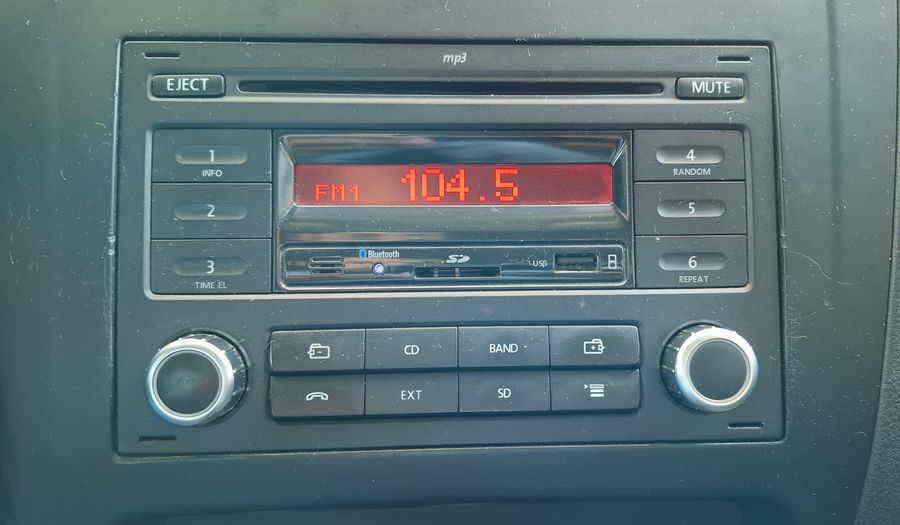 mp3
EJECT
MUTE
1
INFO
2
3
TIME EL
FM1 104.5
Bluetooth
SD
USB
4
RANDOM
5
6
REPEAT
CD
BAND
EXT
SD